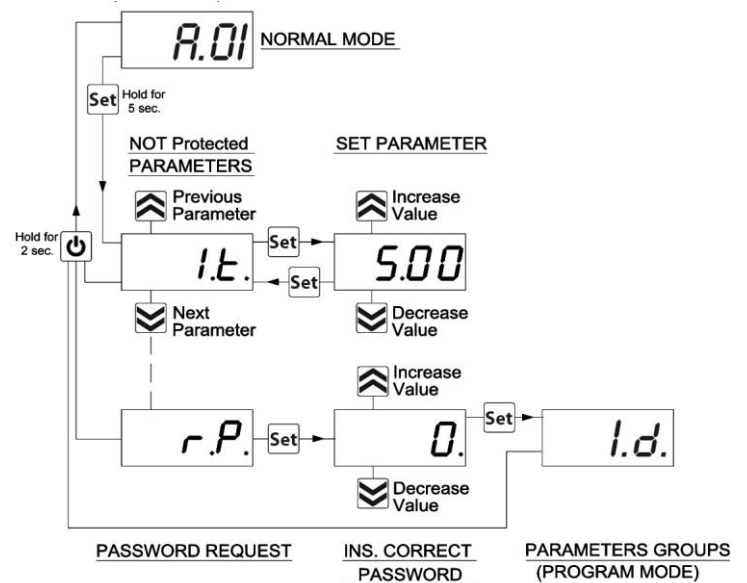 A.01
NORMAL MODE
Set
Hold for
5 sec.
NOT Protected
PARAMETERS
SET PARAMETER
Previous
Parameter
Increase
Value
Hold for
2 sec.
1.t.
Set
Set
5.00
Next
Parameter
Decrease
Value
Increase
Value
r.P.
Set
0.
Set
1.d.
Decrease
Value
PASSWORD REQUEST
INS. CORRECT
PASSWORD
PARAMETERS GROUPS
(PROGRAM MODE)